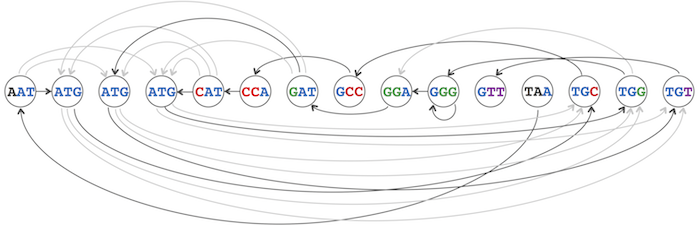 AAT ATG ATG ATG CAT CCA GAT GCC GGA GGG GTT TAA TGC TGG TGT